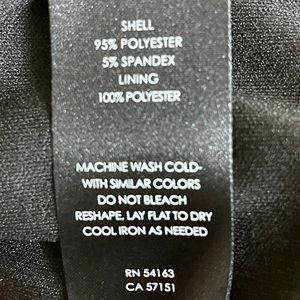 SHELL
95% POLYESTER
5% SPANDEX
LINING
100% POLYESTER
MACHINE WASH COLD-
WITH SIMILAR COLORS
DO NOT BLEACH
RESHAPE, LAY FLAT TO DRY
COOL IRON AS NEEDED
RN 54163
CA 57151